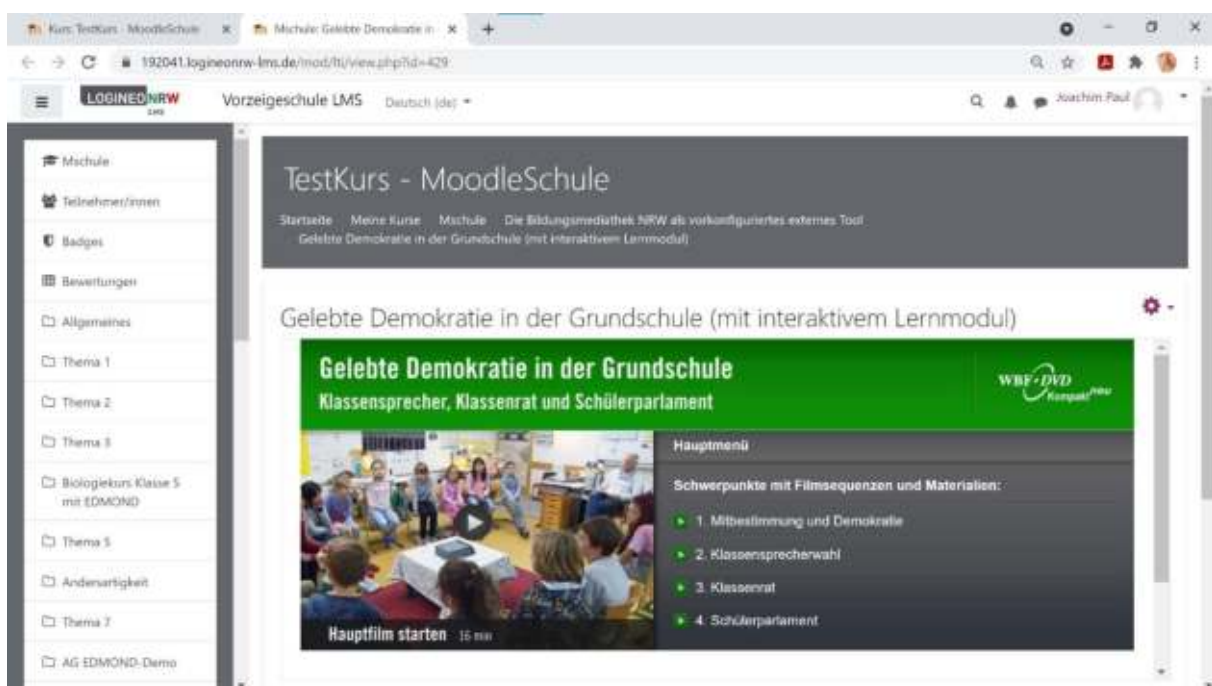 Kurs: TestKurs - MoodleSchule
Mschule: Gelebte Demokratie in
192041.logineonrw-lms.de/mod/lti/view.php?id=429
LOGINEO NRW
LMS
Vorzeigeschule LMS
Deutsch (de)
Joachim Paul
Mschule
Teilnehmer/innen
Badges
Bewertungen
Allgemeines
Thema 1
Thema 2
Thema 3
Biologiekurs Klasse 5
mit EDMOND
Thema 5
Andersartigkeit
Thema 7
AG EDMOND-Demo
TestKurs - MoodleSchule
Startseite Meine Kurse Mschule Die Bildungsmediathek NRW als vorkonfiguriertes externes Tool
Gelebte Demokratie in der Grundschule (mit interaktivem Lernmodul)
Gelebte Demokratie in der Grundschule (mit interaktivem Lernmodul)
Gelebte Demokratie in der Grundschule
Klassensprecher, Klassenrat und Schülerparlament
WBF-DVD
Kompakt neu
Hauptfilm starten 16 min
Hauptmenü
Schwerpunkte mit Filmsequenzen und Materialien:
1. Mitbestimmung und Demokratie
2. Klassensprecherwahl
3. Klassenrat
4. Schülerparlament